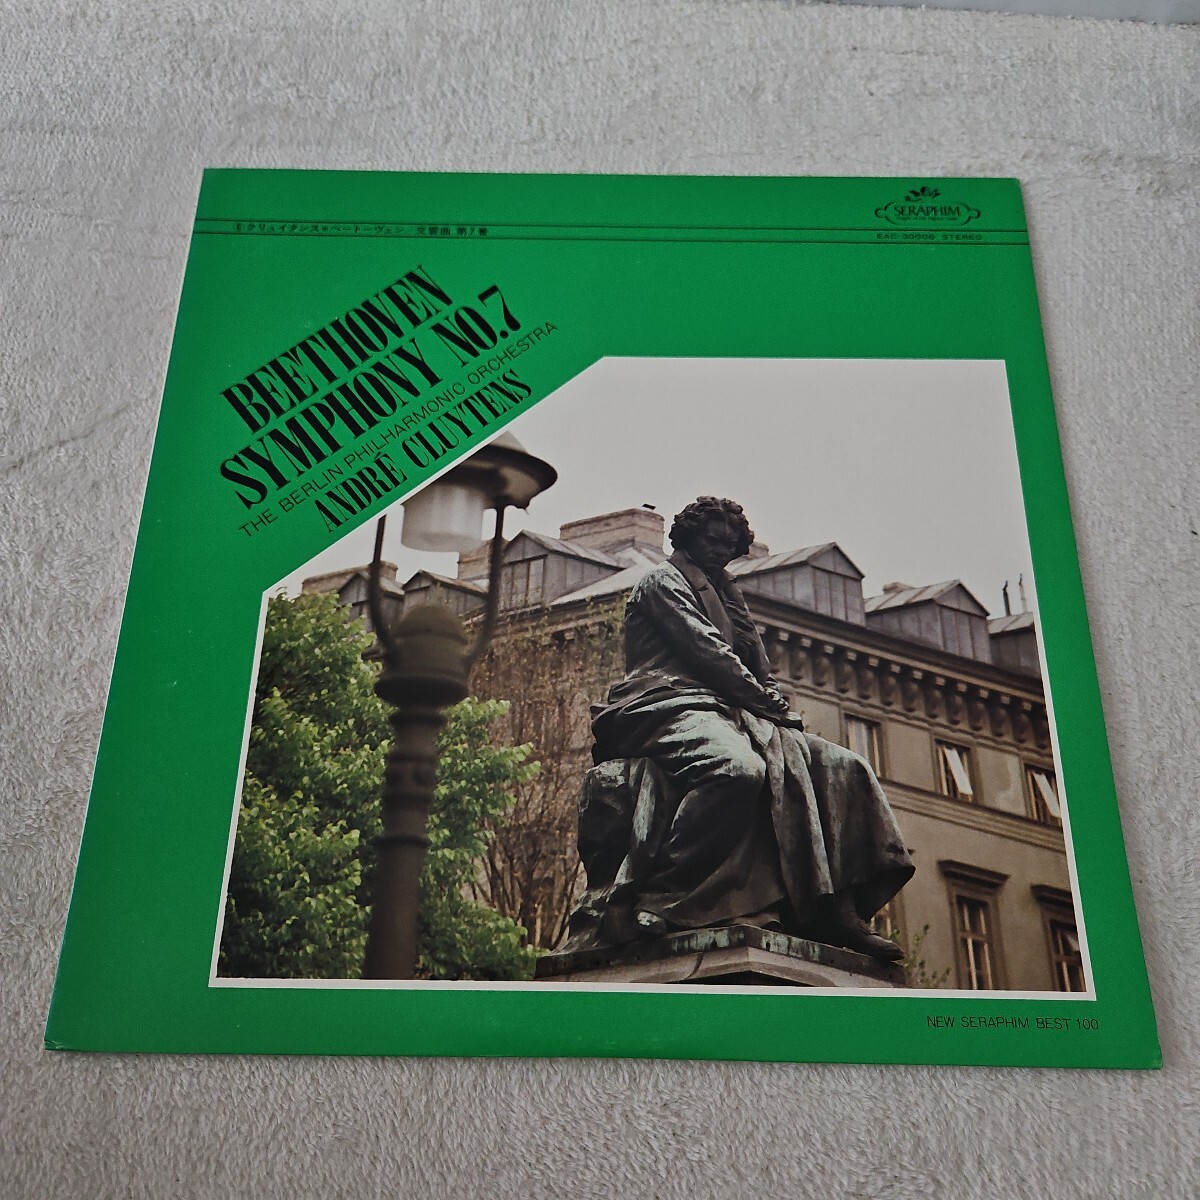 SERAPHIM
クリュイタンス*ベートーヴェン/交響曲 第7番
EAC-30006 STEREO
BEETHOVEN
SYMPHONY NO.7
THE BERLIN PHILHARMONIC ORCHESTRA
ANDRÉ CLUYTENS
NEW SERAPHIM BEST 100